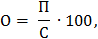 О = П/С · 100,